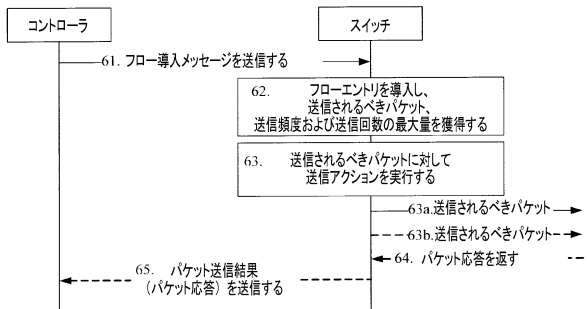 コントローラ
スイッチ
61. フロー導入メッセージを送信する
62. フローエントリを導入し、
送信されるべきパケット、
送信頻度および送信回数の最大量を獲得する
63. 送信されるべきパケットに対して
送信アクションを実行する
63a.送信されるべきパケット
63b.送信されるべきパケット
64. パケット応答を返す
65. パケット送信結果
（パケット応答）を送信する